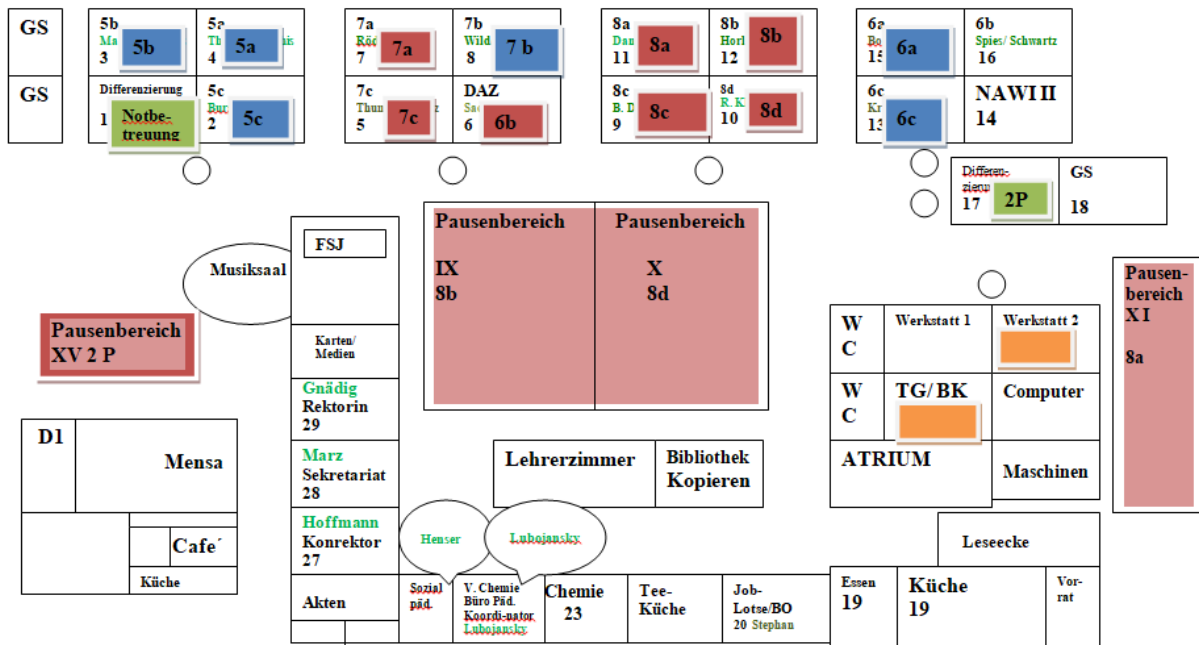 GS
GS
5b
3
5b
5a
4
5a
Differenzierung
1
Notbe-
treuung
5c
2
5c
7a
7
7a
7b
Wild
8
7 b
7c
5
7c
DAZ
6
6b
8a
11
8a
8b
12
8b
8c
9
8c
8d
10
8d
6a
15
6a
6b
Spies/ Schwartz
16
6c
13
6c
NAWI II
14
Differen-
17
2P
GS
18
Musiksaal
FSJ
Karten/
Medien
Gnädig
Rektorin
29
Marz
Sekretariat
28
Hoffmann
Konrektor
27
Akten
Pausenbereich
XV 2 P
Pausenbereich
IX
8b
Pausenbereich
X
8d
Pausen-
bereich
X I
8a
W
C
Werkstatt 1
Werkstatt 2
W
C
TG/ BK
Computer
ATRIUM
Maschinen
D1
Mensa
Cafe´
Küche
Lehrerzimmer
Bibliothek
Kopieren
Henser
Lubojansky
Leseecke
Sozial
päd.
V. Chemie
Büro Päd.
Koordi-nator
Lubojansky
Chemie
23
Tee-
Küche
Job-
Lotse/BO
20 Stephan
Essen
19
Küche
19
Vor-
rat